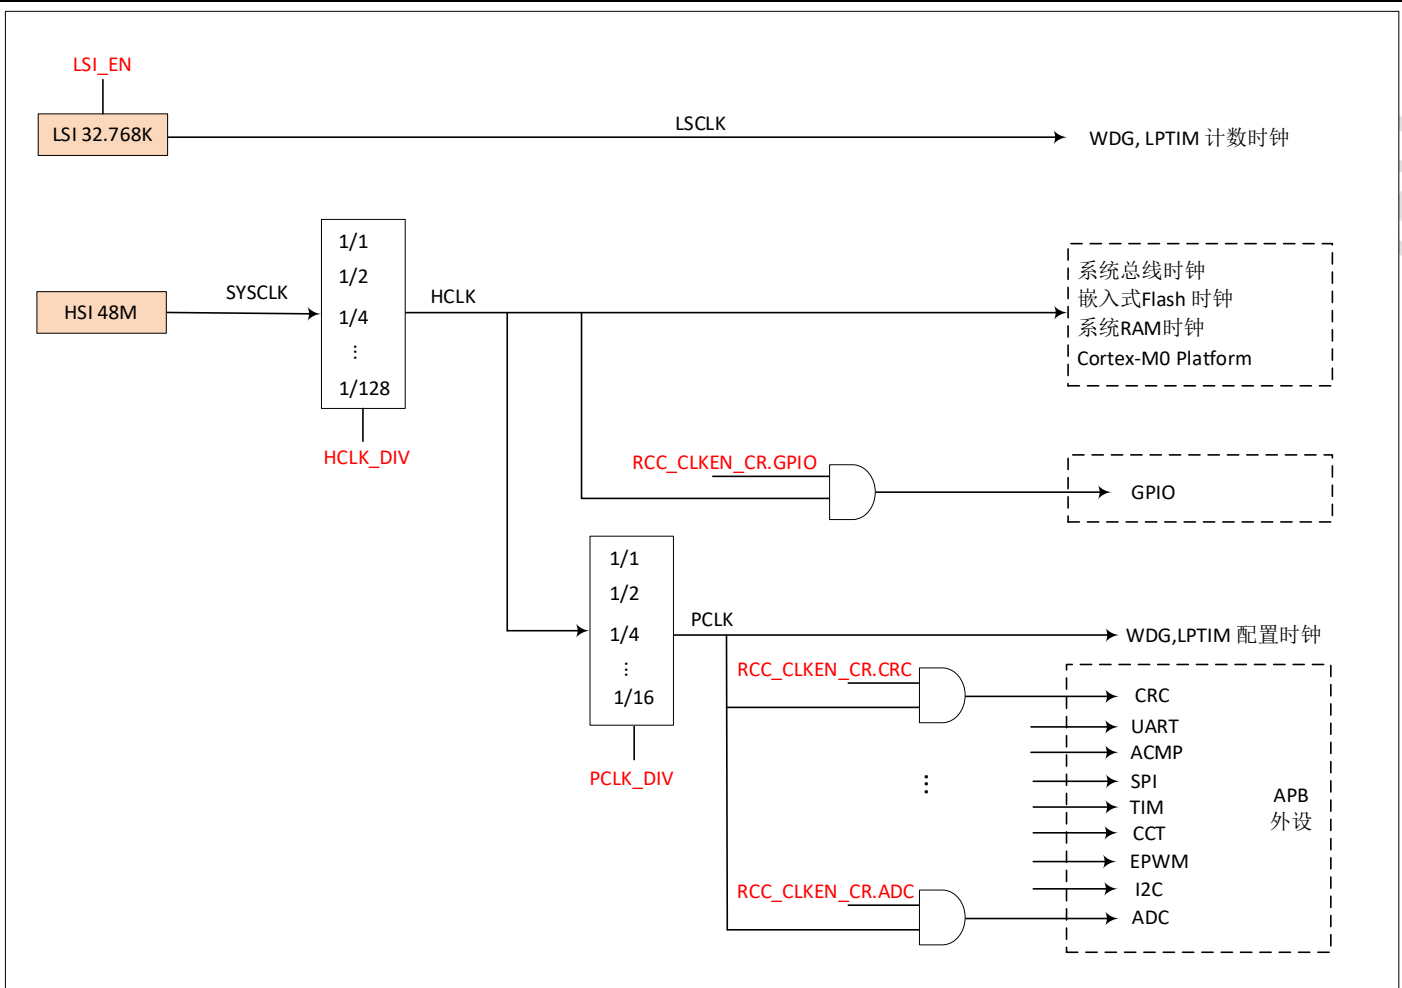 LSI_EN
LSI 32.768K
LSCLK
WDG, LPTIM 计数时钟
HSI 48M
SYSCLK
1/1
1/2
1/4
...
1/128
HCLK_DIV
HCLK
系统总线时钟
嵌入式Flash 时钟
系统RAM时钟
Cortex-M0 Platform
RCC_CLKEN_CR.GPIO
GPIO
1/1
1/2
1/4
...
1/16
PCLK_DIV
PCLK
WDG,LPTIM 配置时钟
RCC_CLKEN_CR.CRC
CRC
UART
ACMP
SPI
TIM
CCT
EPWM
I2C
ADC
...
APB
外设
RCC_CLKEN_CR.ADC